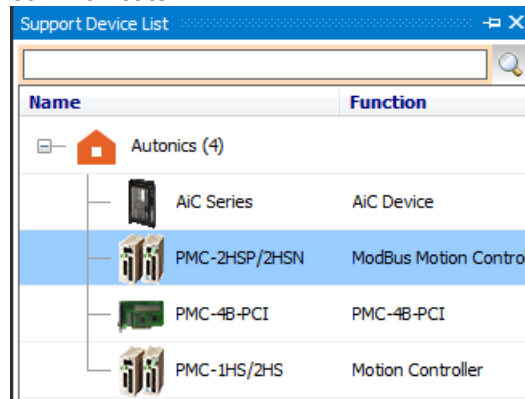 Support Device List
Name Function
Autonics (4)
AiC Series AiC Device
PMC-2HSP/2HSN ModBus Motion Contro
PMC-4B-PCI PMC-4B-PCI
PMC-1HS/2HS Motion Controller